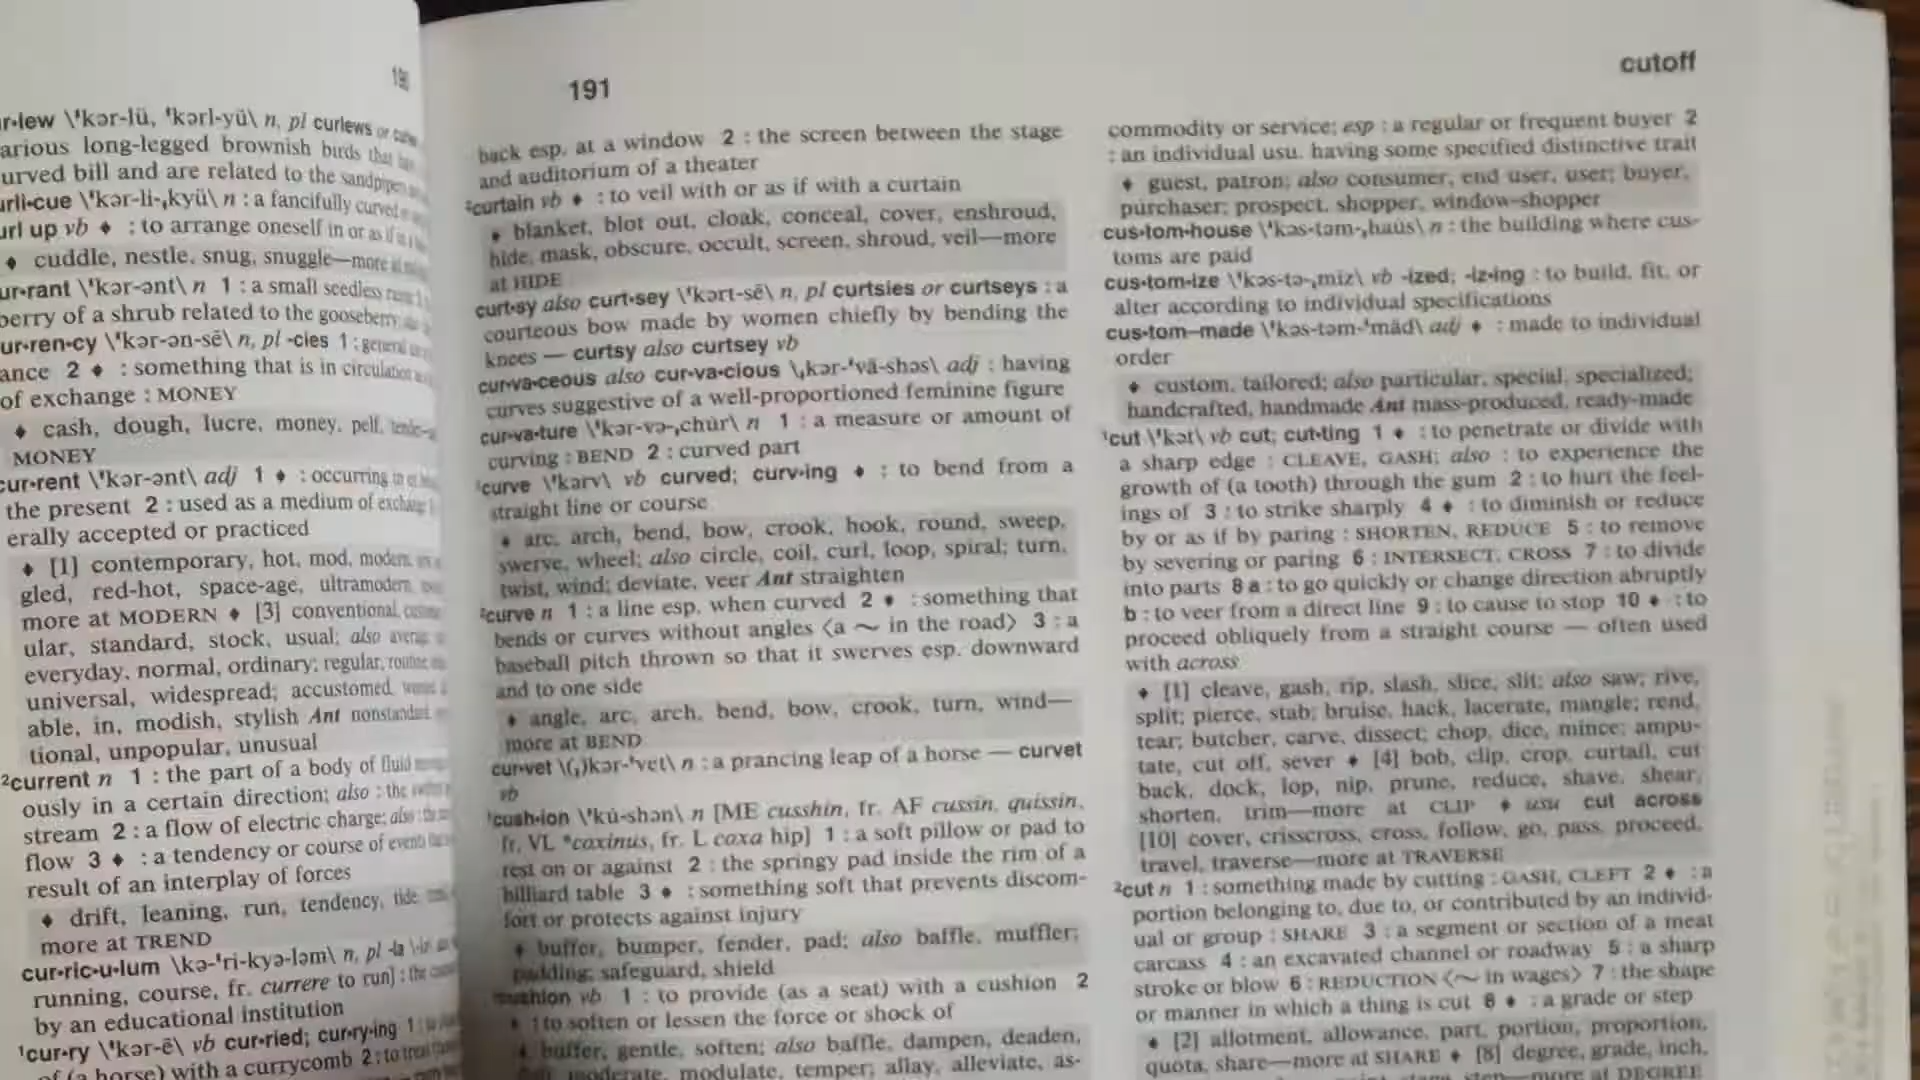 190
r•lew \ˈkər-lü, ˈkərl-yü\ n, pl curlews or
arious long-legged brownish birds that
urved bill and are related to the sandpipers
urli•cue \ˈkər-li-ˌkyü\ n : a fancifully curved
url up vb ♦ : to arrange oneself in or as if in a
♦ cuddle, nestle, snug, snuggle—more at
ur•rant \ˈkər-ənt\ n 1 : a small seedless
berry of a shrub related to the gooseberry
ur•ren•cy \ˈkər-ən-sē\ n, pl -cies 1 : general
ance 2 ♦ : something that is in circulation
of exchange : MONEY
♦ cash, dough, lucre, money, pelf,
MONEY
cur•rent \ˈkər-ənt\ adj 1 ♦ : occurring in
the present 2 : used as a medium of exchange
erally accepted or practiced
♦ [1] contemporary, hot, mod, modern,
gled, red-hot, space-age, ultramodern,
more at MODERN ♦ [3] conventional,
ular, standard, stock, usual; also average
everyday, normal, ordinary; regular, routine
universal, widespread; accustomed,
able, in, modish, stylish Ant nonstandard
tional, unpopular, unusual
²current n 1 : the part of a body of fluid
ously in a certain direction; also : the
stream 2 : a flow of electric charge; also : the
flow 3 ♦ : a tendency or course of events
result of an interplay of forces
♦ drift, leaning, run, tendency, tide,
more at TREND
cur•ric•u•lum \kə-ˈri-kyə-ləm\ n, pl -la
running, course, fr. currere to run] : the
by an educational institution
¹cur•ry \ˈkər-ē\ vb cur•ried; cur•ry•ing 1
of (a horse) with a currycomb 2 : to treat
191
back esp. at a window 2 : the screen between the stage
and auditorium of a theater
²curtain vb ♦ : to veil with or as if with a curtain
♦ blanket, blot out, cloak, conceal, cover, enshroud,
hide, mask, obscure, occult, screen, shroud, veil—more
at HIDE
curt•sy also curt•sey \ˈkərt-sē\ n, pl curtsies or curtseys : a
courteous bow made by women chiefly by bending the
knees — curtsy also curtsey vb
cur•va•ceous also cur•va•cious \ˌkər-ˈvā-shəs\ adj : having
curves suggestive of a well-proportioned feminine figure
cur•va•ture \ˈkər-və-ˌchu̇r\ n 1 : a measure or amount of
curving : BEND 2 : curved part
¹curve \ˈkərv\ vb curved; curv•ing ♦ : to bend from a
straight line or course
♦ arc, arch, bend, bow, crook, hook, round, sweep,
swerve, wheel; also circle, coil, curl, loop, spiral; turn,
twist, wind; deviate, veer Ant straighten
²curve n 1 : a line esp. when curved 2 ♦ : something that
bends or curves without angles ⟨a ~ in the road⟩ 3 : a
baseball pitch thrown so that it swerves esp. downward
and to one side
♦ angle, arc, arch, bend, bow, crook, turn, wind—
more at BEND
cur•vet \(ˌ)kər-ˈvet\ n : a prancing leap of a horse — curvet
vb
¹cush•ion \ˈku̇-shən\ n [ME cusshin, fr. AF cussin, quissin,
fr. VL *coxinus, fr. L coxa hip] 1 : a soft pillow or pad to
rest on or against 2 : the springy pad inside the rim of a
billiard table 3 ♦ : something soft that prevents discom-
fort or protects against injury
♦ buffer, bumper, fender, pad; also baffle, muffler;
padding; safeguard, shield
²cushion vb 1 : to provide (as a seat) with a cushion 2
♦ : to soften or lessen the force or shock of
♦ buffer, gentle, soften; also baffle, dampen, deaden,
moderate, modulate, temper; allay, alleviate, as-
cutoff
commodity or service; esp : a regular or frequent buyer 2
: an individual usu. having some specified distinctive trait
♦ guest, patron; also consumer, end user, user; buyer,
purchaser; prospect, shopper, window-shopper
cus•tom•house \ˈkəs-təm-ˌhau̇s\ n : the building where cus-
toms are paid
cus•tom•ize \ˈkəs-tə-ˌmīz\ vb -ized; -iz•ing : to build, fit, or
alter according to individual specifications
cus•tom–made \ˈkəs-təm-ˈmād\ adj ♦ : made to individual
order
♦ custom, tailored; also particular, special, specialized;
handcrafted, handmade Ant mass-produced, ready-made
¹cut \ˈkət\ vb cut; cut•ting 1 ♦ : to penetrate or divide with
a sharp edge : CLEAVE, GASH; also : to experience the
growth of (a tooth) through the gum 2 : to hurt the feel-
ings of 3 : to strike sharply 4 ♦ : to diminish or reduce
by or as if by paring : SHORTEN, REDUCE 5 : to remove
by severing or paring 6 : INTERSECT, CROSS 7 : to divide
into parts 8 a : to go quickly or change direction abruptly
b : to veer from a direct line 9 : to cause to stop 10 ♦ : to
proceed obliquely from a straight course — often used
with across
♦ [1] cleave, gash, rip, slash, slice, slit; also saw; rive,
split; pierce, stab; bruise, hack, lacerate, mangle; rend,
tear; butcher, carve, dissect; chop, dice, mince; ampu-
tate, cut off, sever ♦ [4] bob, clip, crop, curtail, cut
back, dock, lop, nip, prune, reduce, shave, shear,
shorten, trim—more at CLIP ♦ usu cut across
[10] cover, crisscross, cross, follow, go, pass, proceed,
travel, traverse—more at TRAVERSE
²cut n 1 : something made by cutting : GASH, CLEFT 2 ♦ : a
portion belonging to, due to, or contributed by an individ-
ual or group : SHARE 3 : a segment or section of a meat
carcass 4 : an excavated channel or roadway 5 : a sharp
stroke or blow 6 : REDUCTION ⟨~ in wages⟩ 7 : the shape
or manner in which a thing is cut 8 ♦ : a grade or step
♦ [2] allotment, allowance, part, portion, proportion,
quota, share—more at SHARE ♦ [8] degree, grade, inch,
step—more at DEGREE